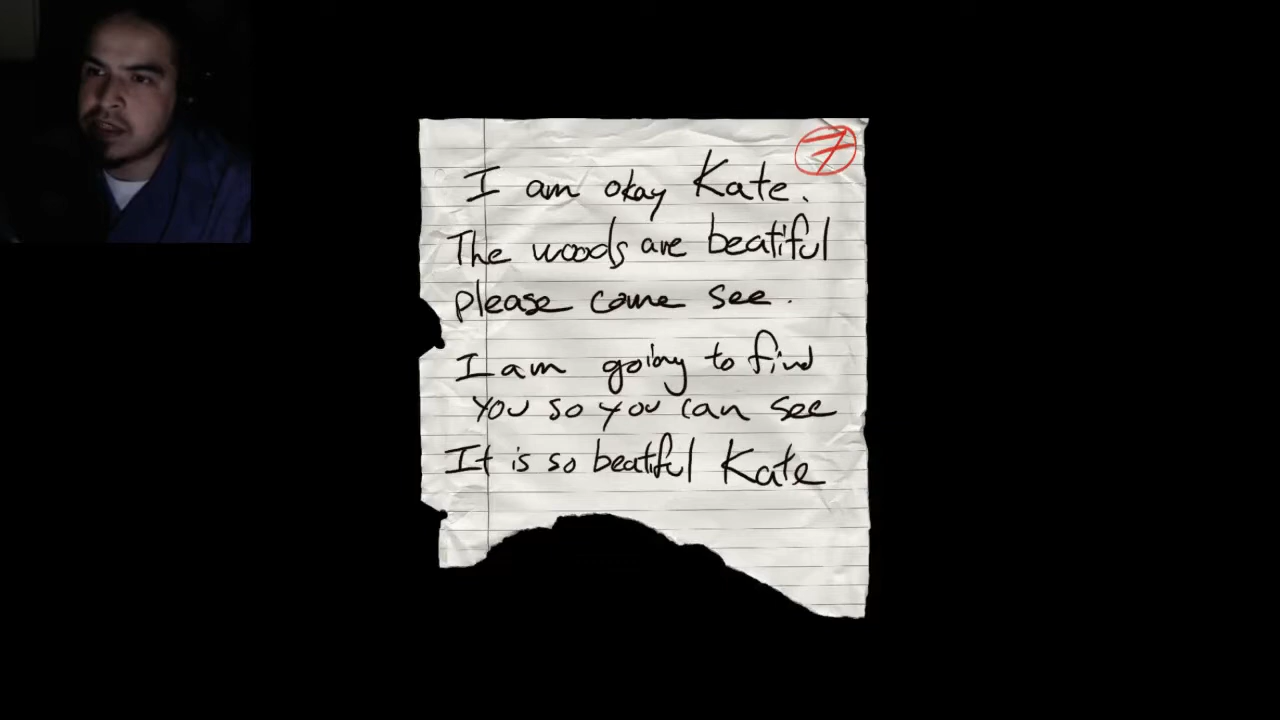 7
I am okay Kate.
The woods are beatiful
please come see.
I am going to find
you so you can see
It is so beatiful Kate